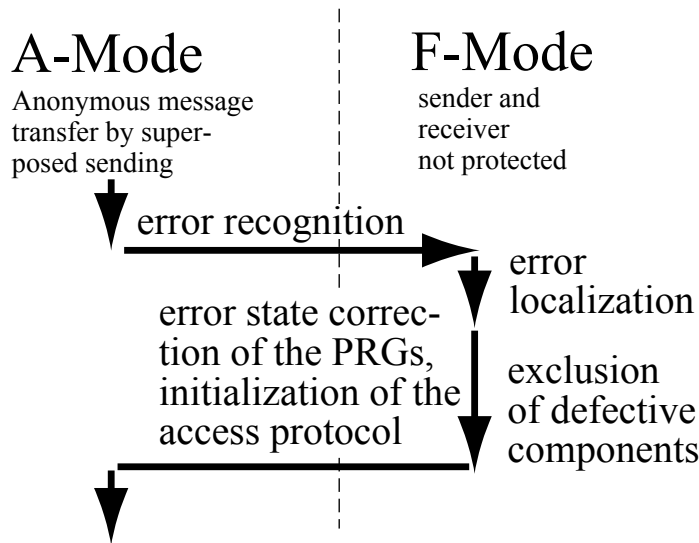 A-Mode
Anonymous message
transfer by super-
posed sending
F-Mode
sender and
receiver
not protected
error recognition
error
localization
error state correc-
tion of the PRGs,
initialization of the
access protocol
exclusion
of defective
components